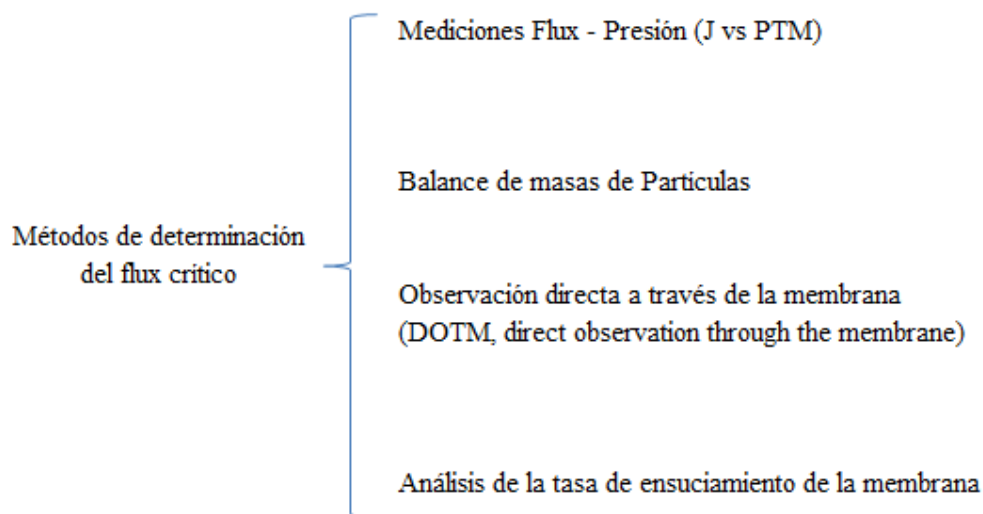 Mediciones Flux - Presión (J vs PTM)
Balance de masas de Partículas
Métodos de determinación
del flux crítico
Observación directa a través de la membrana
(DOTM, direct observation through the membrane)
Análisis de la tasa de ensuciamiento de la membrana